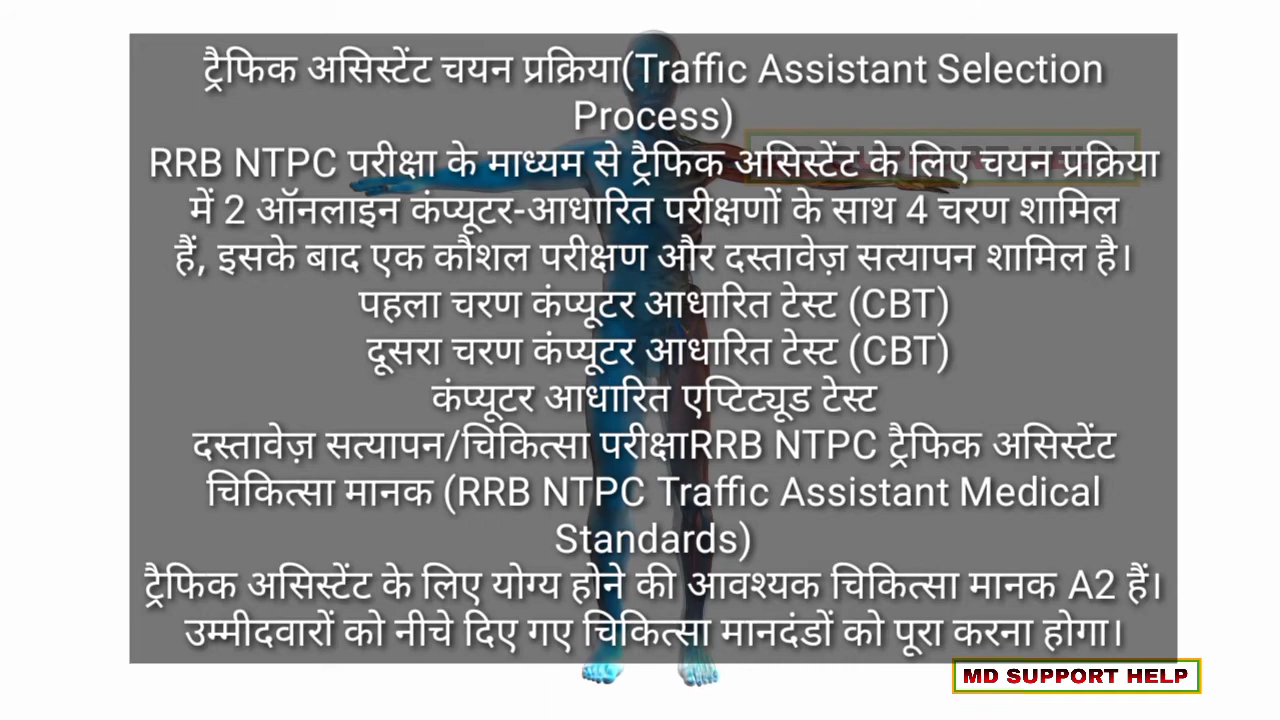 ट्रैफिक असिस्टेंट चयन प्रक्रिया(Traffic Assistant Selection
Process)
RRB NTPC परीक्षा के माध्यम से ट्रैफिक असिस्टेंट के लिए चयन प्रक्रिया
में 2 ऑनलाइन कंप्यूटर-आधारित परीक्षणों के साथ 4 चरण शामिल
हैं, इसके बाद एक कौशल परीक्षण और दस्तावेज़ सत्यापन शामिल है।
पहला चरण कंप्यूटर आधारित टेस्ट (CBT)
दूसरा चरण कंप्यूटर आधारित टेस्ट (CBT)
कंप्यूटर आधारित एप्टिट्यूड टेस्ट
दस्तावेज़ सत्यापन/चिकित्सा परीक्षाRRB NTPC ट्रैफिक असिस्टेंट
चिकित्सा मानक (RRB NTPC Traffic Assistant Medical
Standards)
ट्रैफिक असिस्टेंट के लिए योग्य होने की आवश्यक चिकित्सा मानक A2 हैं।
उम्मीदवारों को नीचे दिए गए चिकित्सा मानदंडों को पूरा करना होगा।
MD SUPPORT HELP